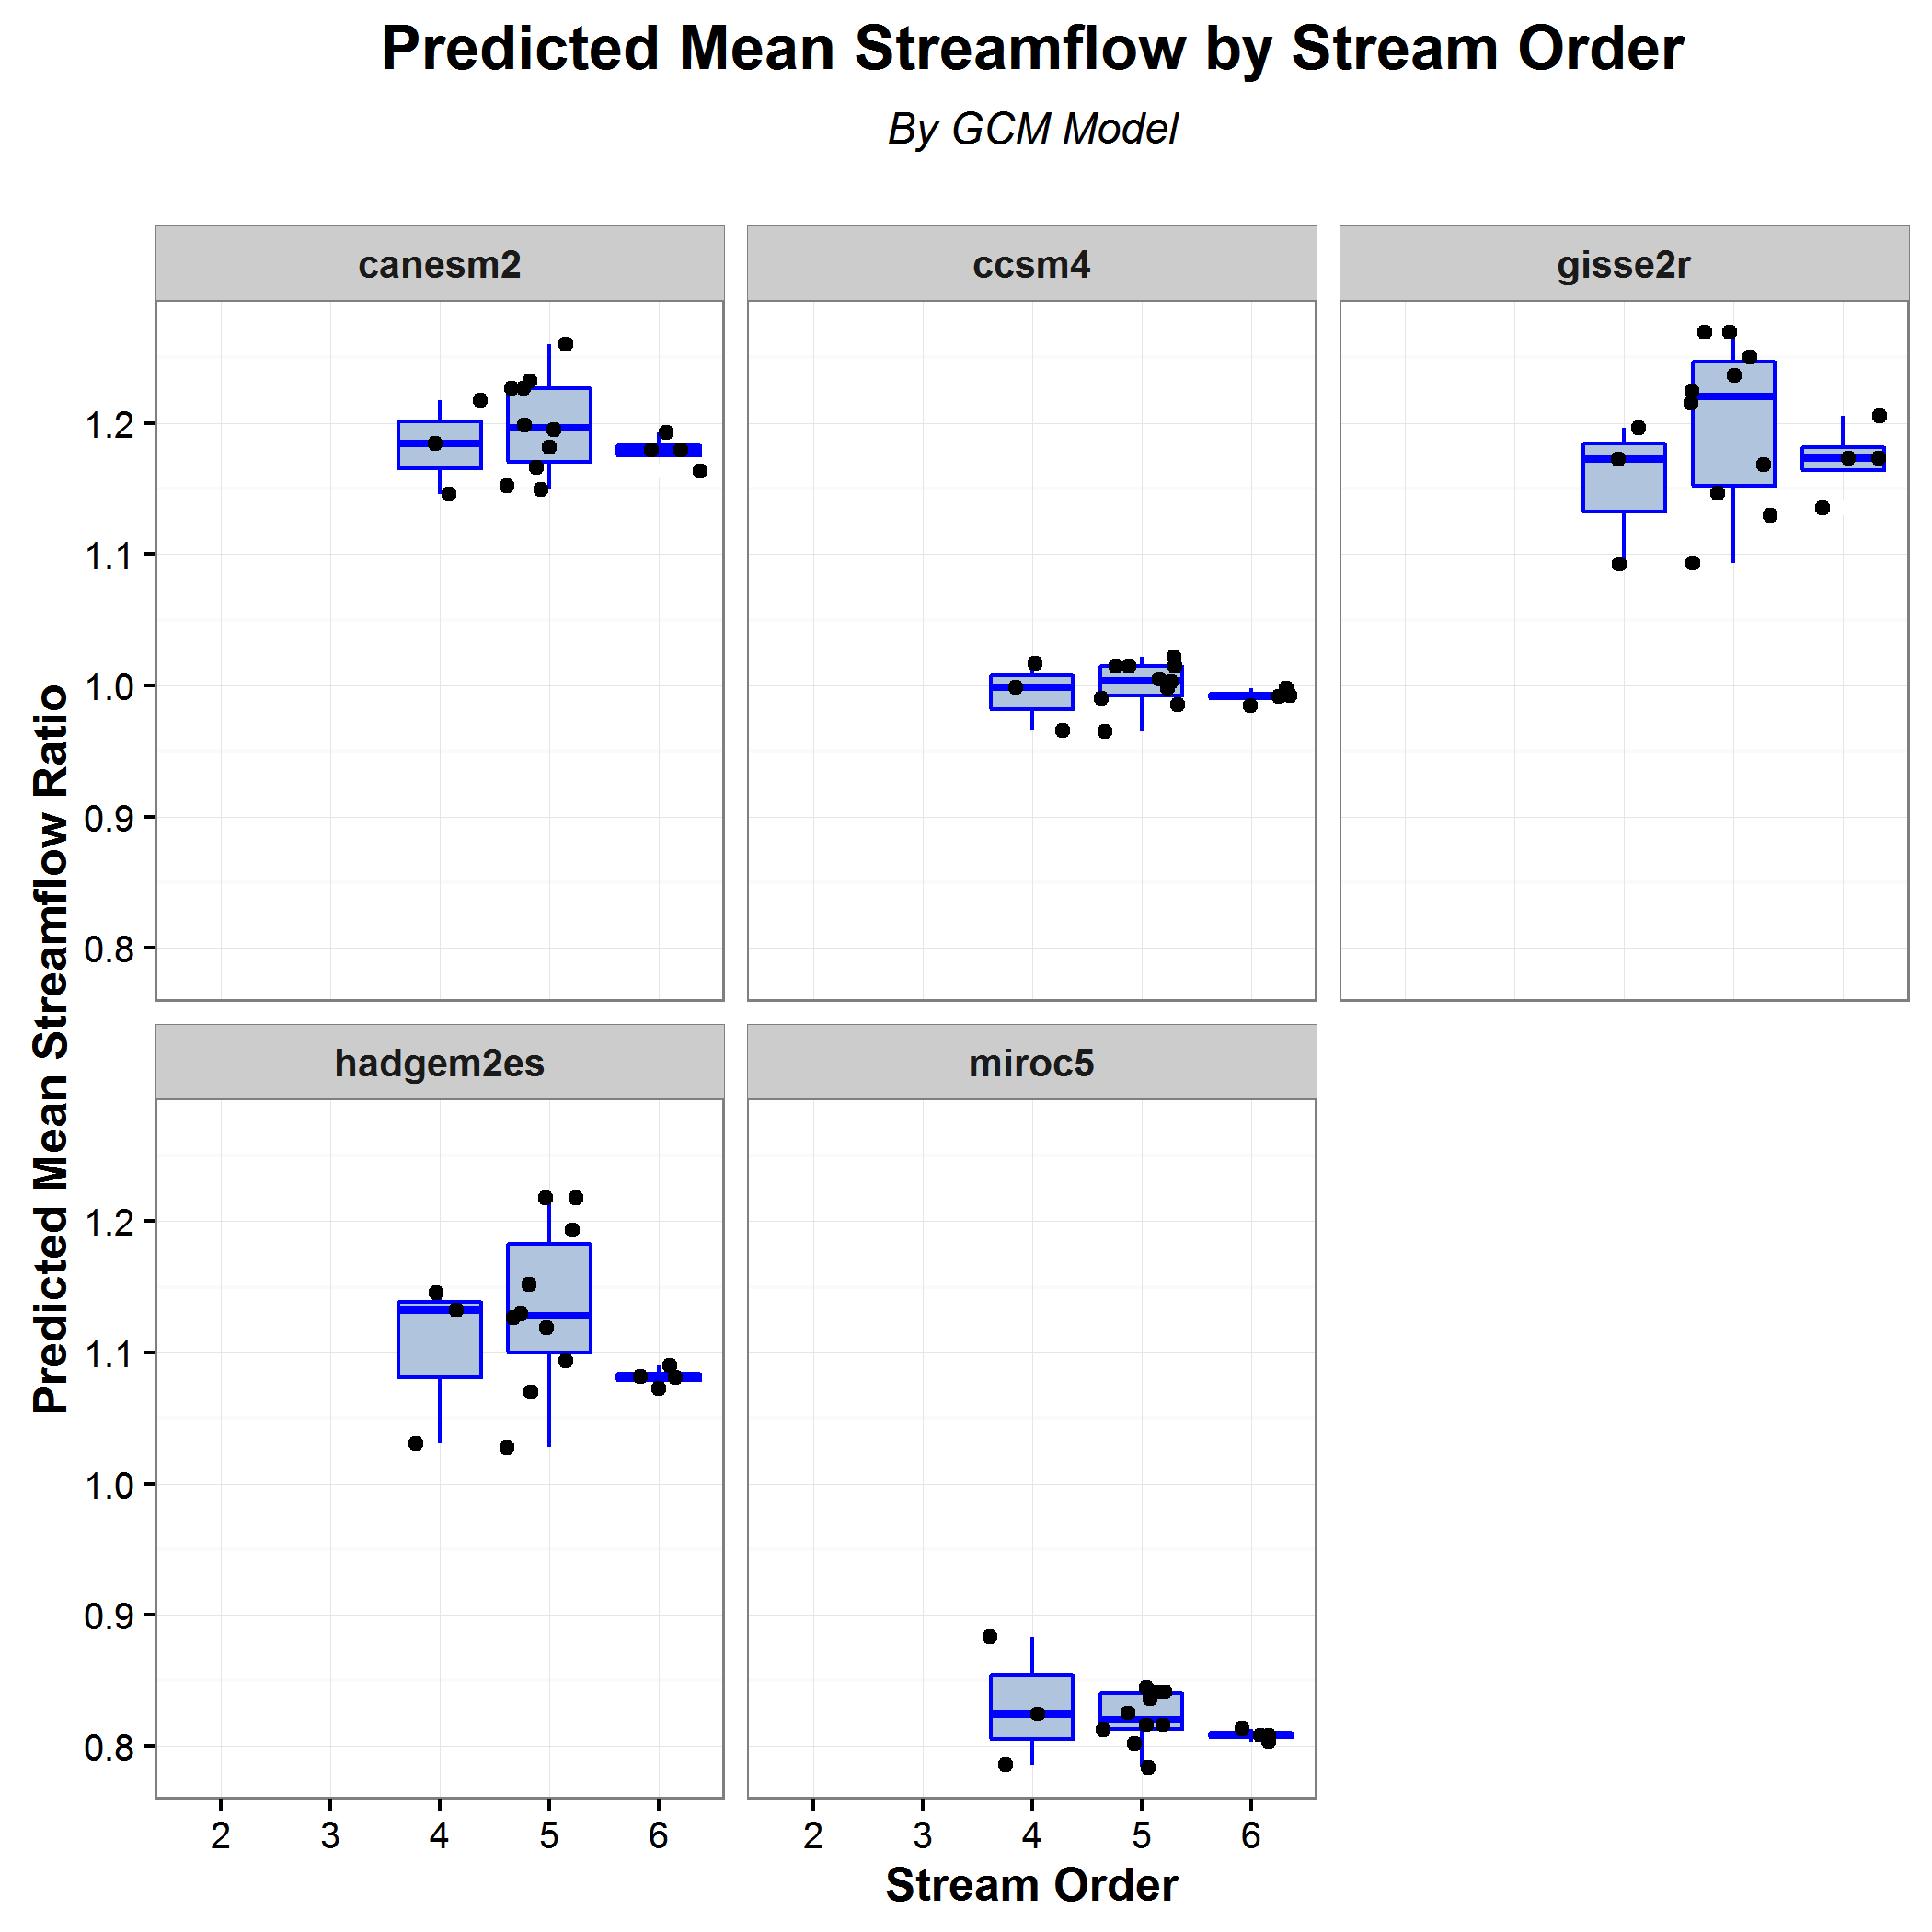 Predicted Mean Streamflow by Stream Order
By GCM Model
canesm2
ccsm4
gisse2r
1.2
1.1
1.0
0.9
0.8
Predicted Mean Streamflow Ratio
hadgem2es
miroc5
1.2
1.1
1.0
0.9
0.8
2 3 4 5 6
2 3 4 5 6
Stream Order